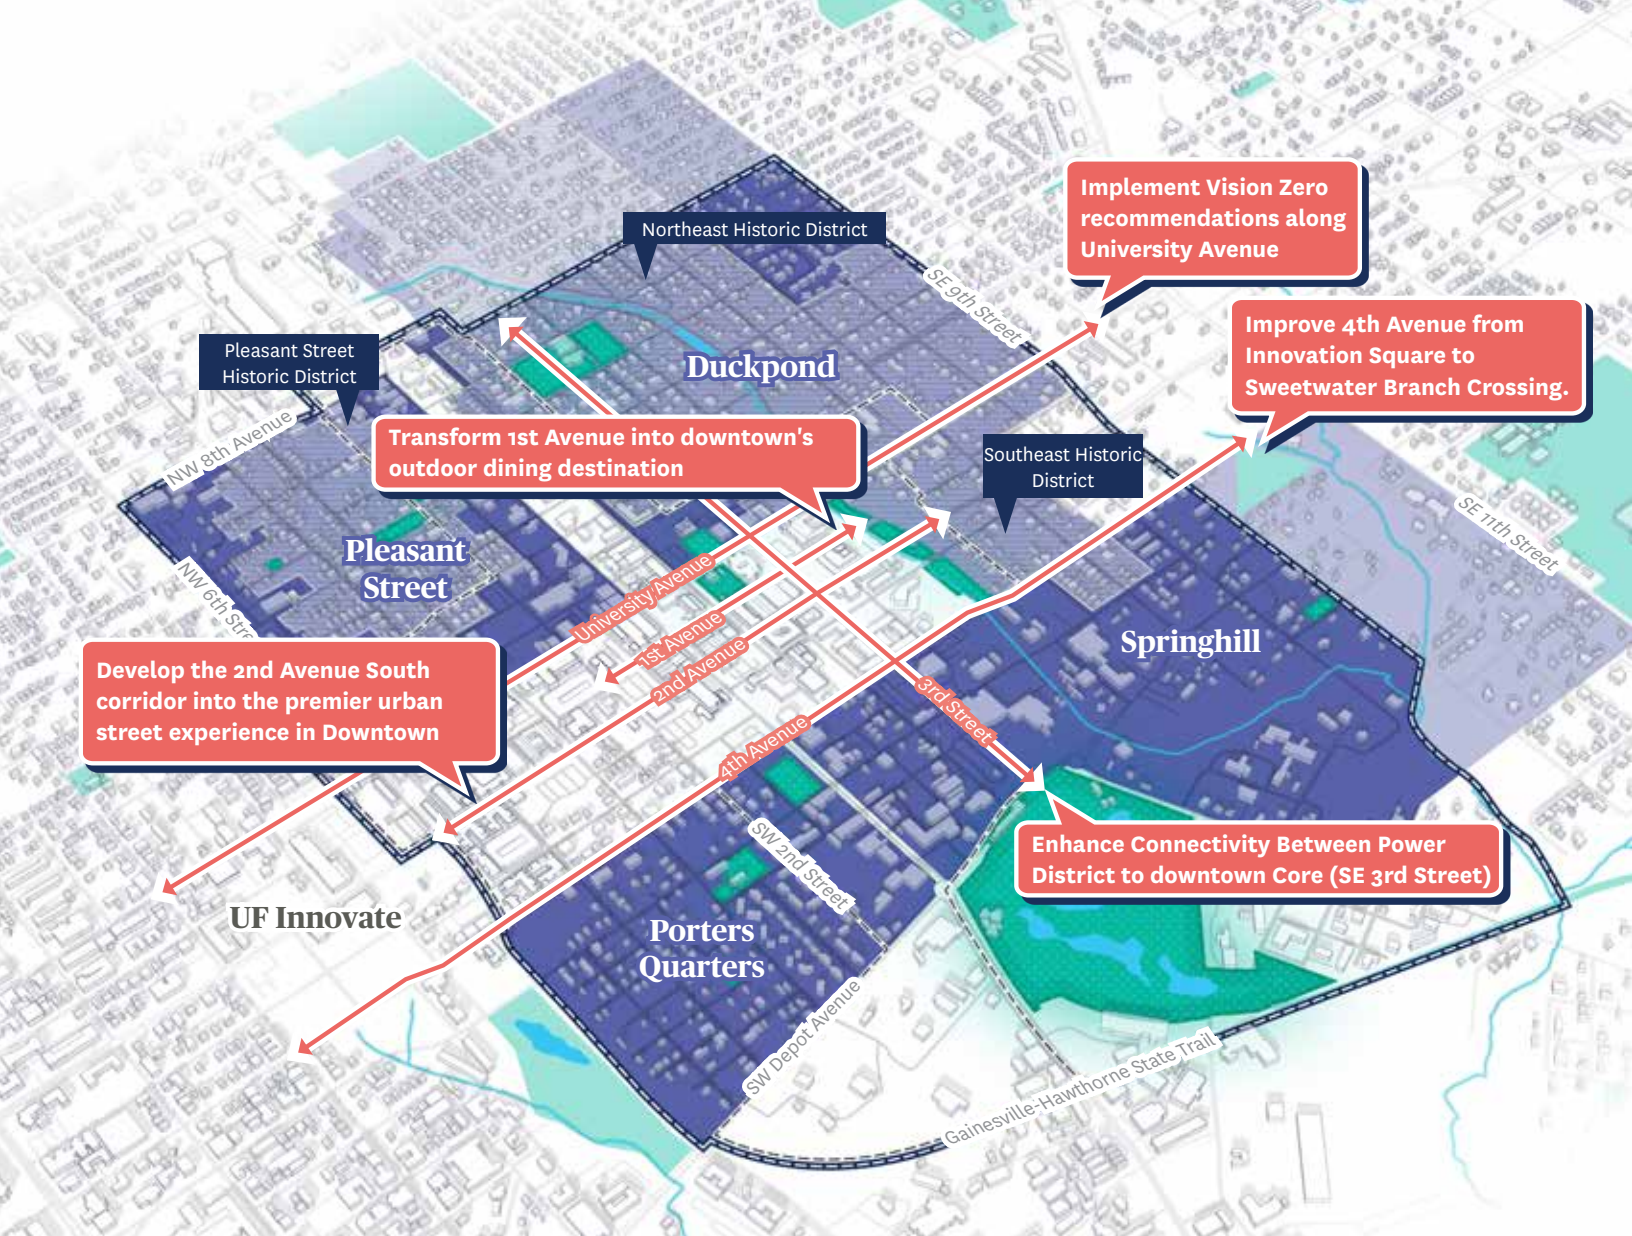 Implement Vision Zero
recommendations along
University Avenue
Northeast Historic District
SE 9th Street
Improve 4th Avenue from
Innovation Square to
Sweetwater Branch Crossing.
Pleasant Street
Historic District
Duckpond
NW 8th Avenue
Transform 1st Avenue into downtown's
outdoor dining destination
Southeast Historic
District
SE 11th Street
Pleasant
Street
NW 6th Stre
University Avenue
1st Avenue
2nd Avenue
Springhill
Develop the 2nd Avenue South
corridor into the premier urban
street experience in Downtown
3rd Street
4th Avenue
SW 2nd Street
Enhance Connectivity Between Power
District to downtown Core (SE 3rd Street)
UF Innovate
Porters
Quarters
SW Depot Avenue
Gainesville-Hawthorne State Trail